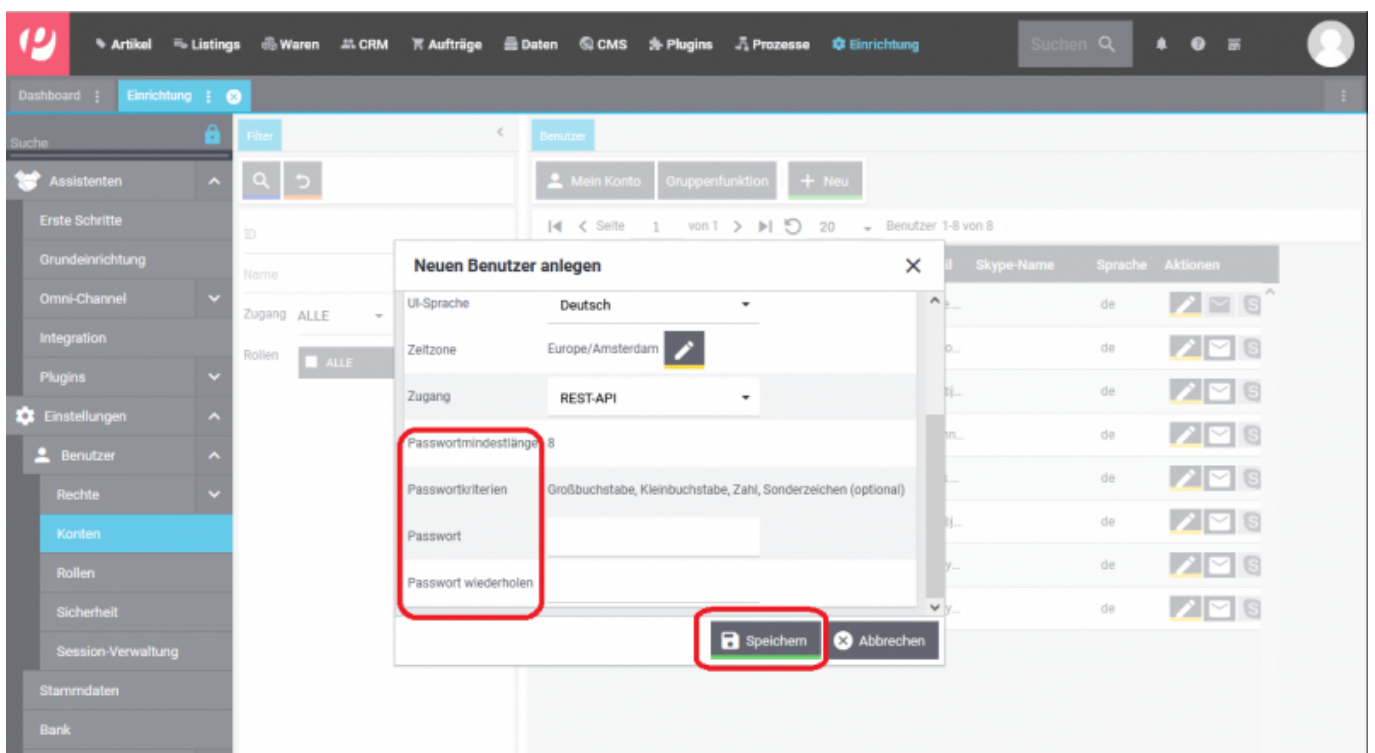 Artikel Listings Waren CRM Aufträge Daten CMS Plugins Prozesse Einrichtung Suchen
Dashboard Einrichtung
Suche
Assistenten
Erste Schritte
Grundeinrichtung
Omni-Channel
Integration
Plugins
Einstellungen
Benutzer
Rechte
Konten
Rollen
Sicherheit
Session-Verwaltung
Stammdaten
Bank
Filter
ID
Name
Zugang ALLE
Rollen ALLE
Benutzer
Mein Konto Gruppenfunktion + Neu
Seite 1 von 1 20 Benutzer 1-8 von 8
Skype-Name Sprache Aktionen
de
de
de
de
de
de
de
de
Neuen Benutzer anlegen
UI-Sprache Deutsch
Zeitzone Europe/Amsterdam
Zugang REST-API
Passwortmindestlänge 8
Passwortkriterien Großbuchstabe, Kleinbuchstabe, Zahl, Sonderzeichen (optional)
Passwort
Passwort wiederholen
Speichern Abbrechen